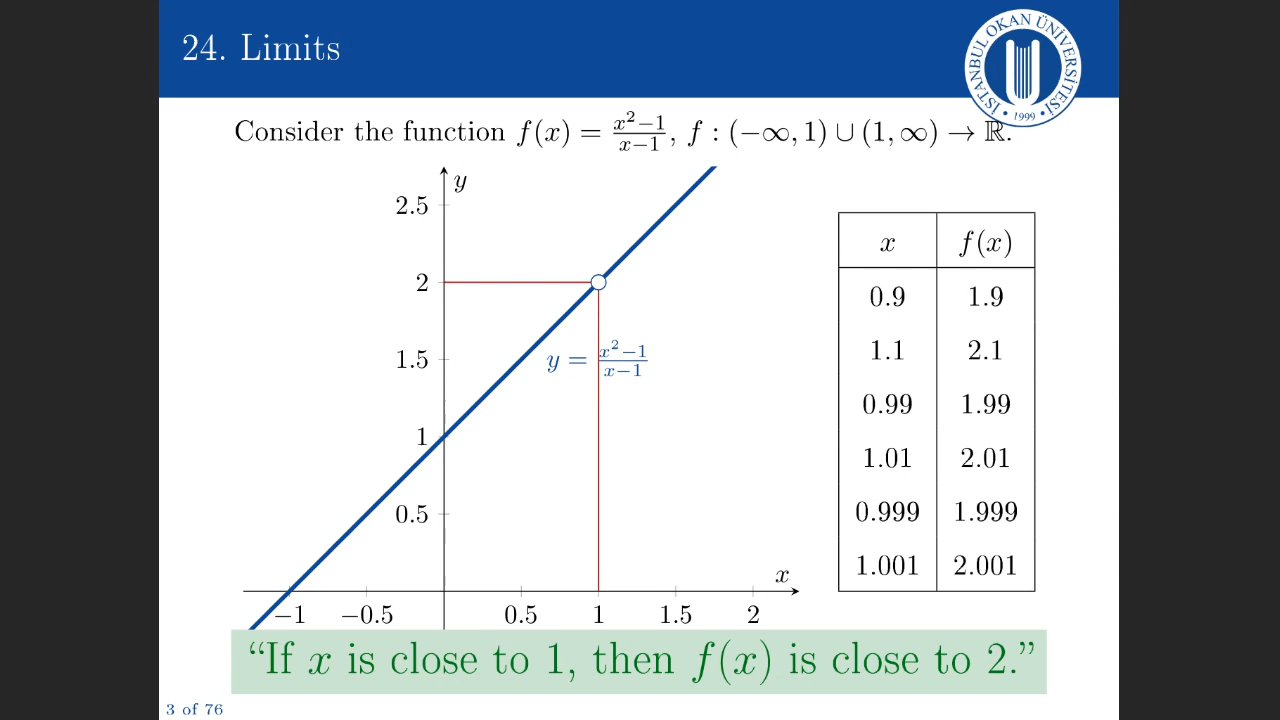 24. Limits
İSTANBUL OKAN ÜNİVERSİTESİ
• 1999 •
Consider the function f(x) = \frac{x²−1}{x−1}, f : (−∞, 1) ∪ (1, ∞) → ℝ.
y
2.5
2
1.5
1
0.5
y = \frac{x²−1}{x−1}
x
−1 −0.5 0.5 1 1.5 2
x f(x)
0.9 1.9
1.1 2.1
0.99 1.99
1.01 2.01
0.999 1.999
1.001 2.001
“If x is close to 1, then f(x) is close to 2.”
3 of 76